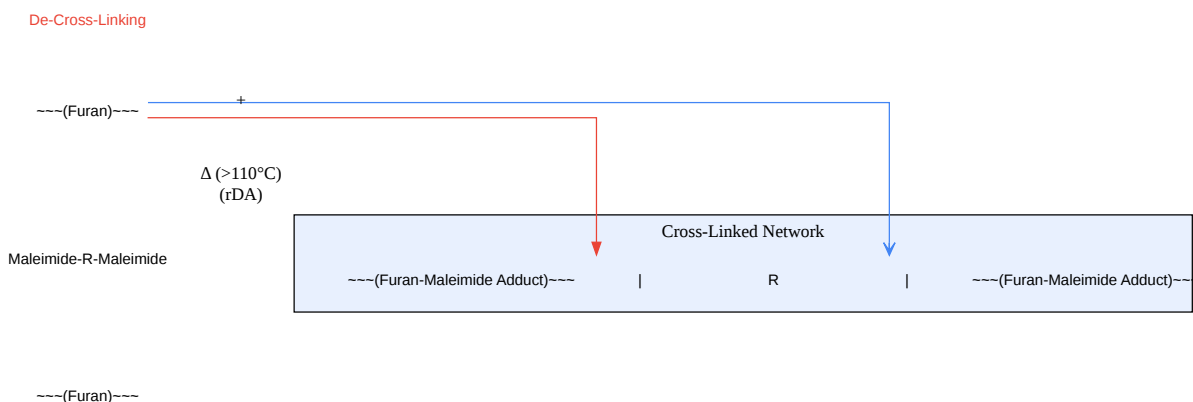 De-Cross-Linking
+
~~~(Furan)~~~
Δ (>110°C)
(rDA)
Cross-Linked Network
Maleimide-R-Maleimide
~~~(Furan-Maleimide Adduct)~~~ | R | ~~~(Furan-Maleimide Adduct)~~
~~~(Furan)~~~